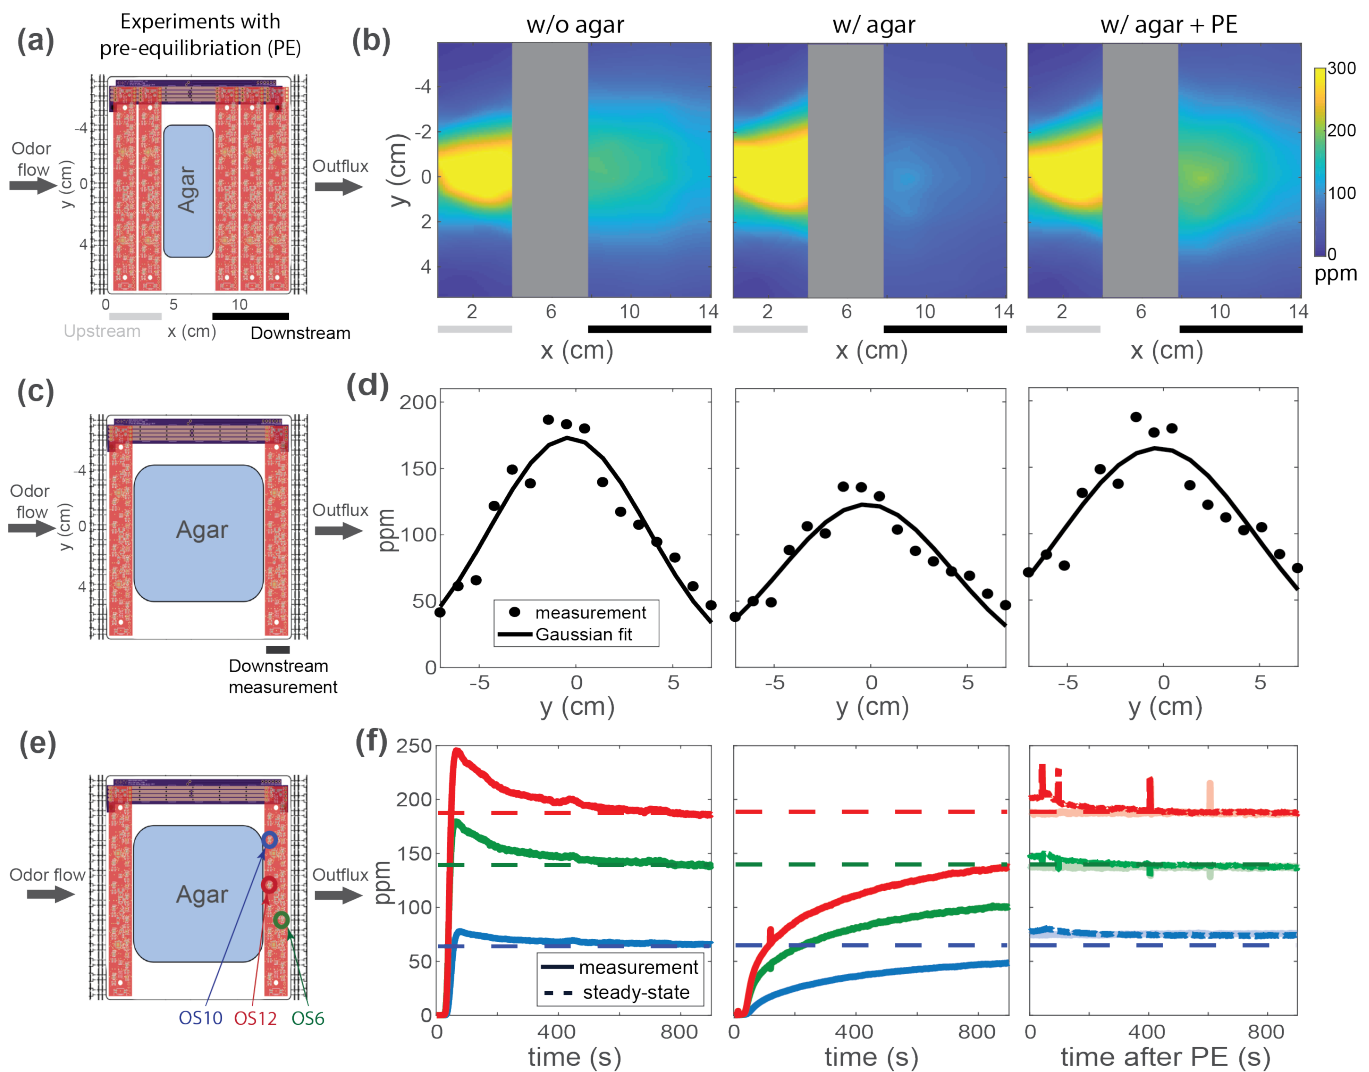 (a)
Experiments with
pre-equilibriation (PE)
Odor
flow
y (cm)
-4
0
4
Agar
Outflux
0
5
10
Upstream
x (cm)
Downstream
(b)
w/o agar
w/ agar
w/ agar + PE
y (cm)
-4
-2
0
2
4
2
6
10
14
2
6
10
14
2
6
10
14
x (cm)
x (cm)
x (cm)
300
200
100
0
ppm
(c)
Odor
flow
y (cm)
-4
0
4
Agar
Outflux
Downstream
measurement
(d)
ppm
200
150
100
50
0
measurement
Gaussian fit
-5
0
5
-5
0
5
-5
0
5
y (cm)
y (cm)
y (cm)
(e)
Odor flow
Agar
Outflux
OS10
OS12
OS6
(f)
ppm
250
200
150
100
50
0
measurement
steady-state
0
400
800
0
400
800
0
400
800
time (s)
time (s)
time after PE (s)